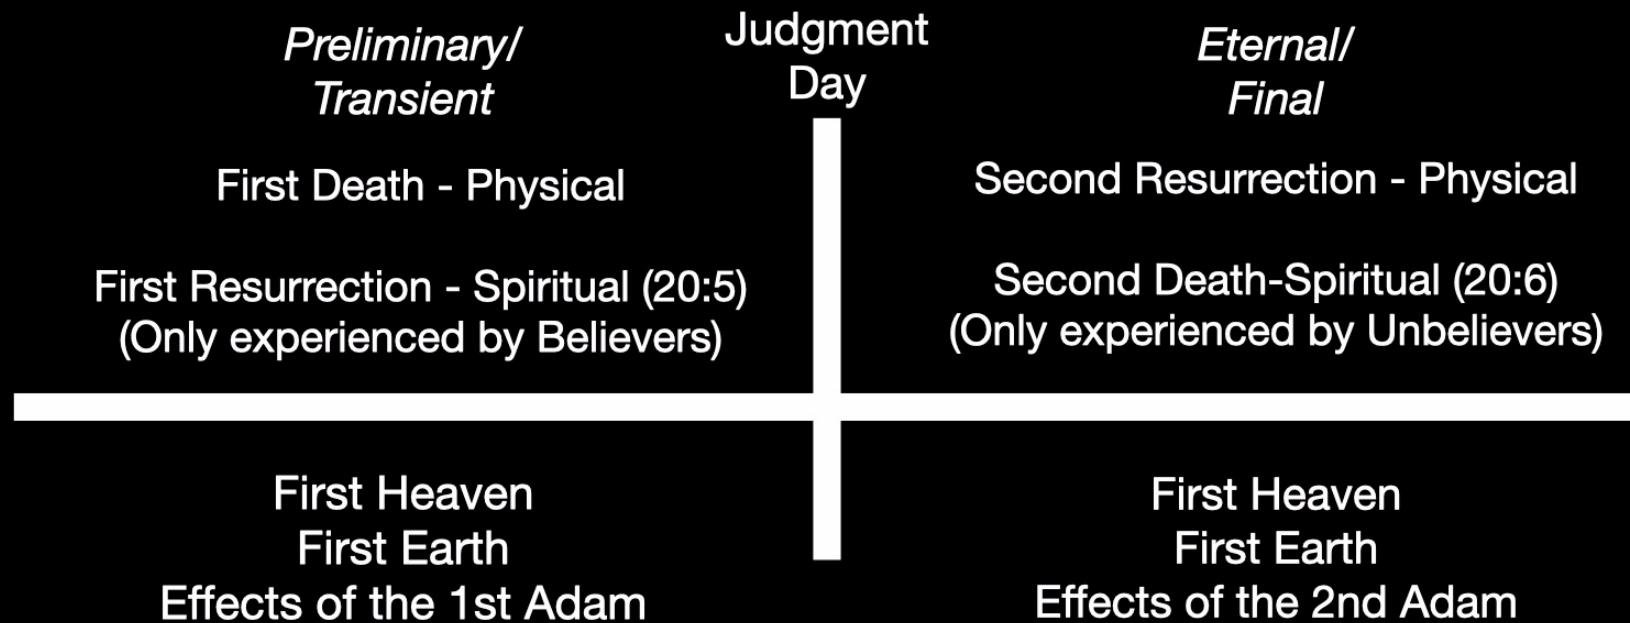 Preliminary/
Transient
Judgment
Day
Eternal/
Final
First Death - Physical
First Resurrection - Spiritual (20:5)
(Only experienced by Believers)
Second Resurrection - Physical
Second Death-Spiritual (20:6)
(Only experienced by Unbelievers)
First Heaven
First Earth
Effects of the 1st Adam
First Heaven
First Earth
Effects of the 2nd Adam